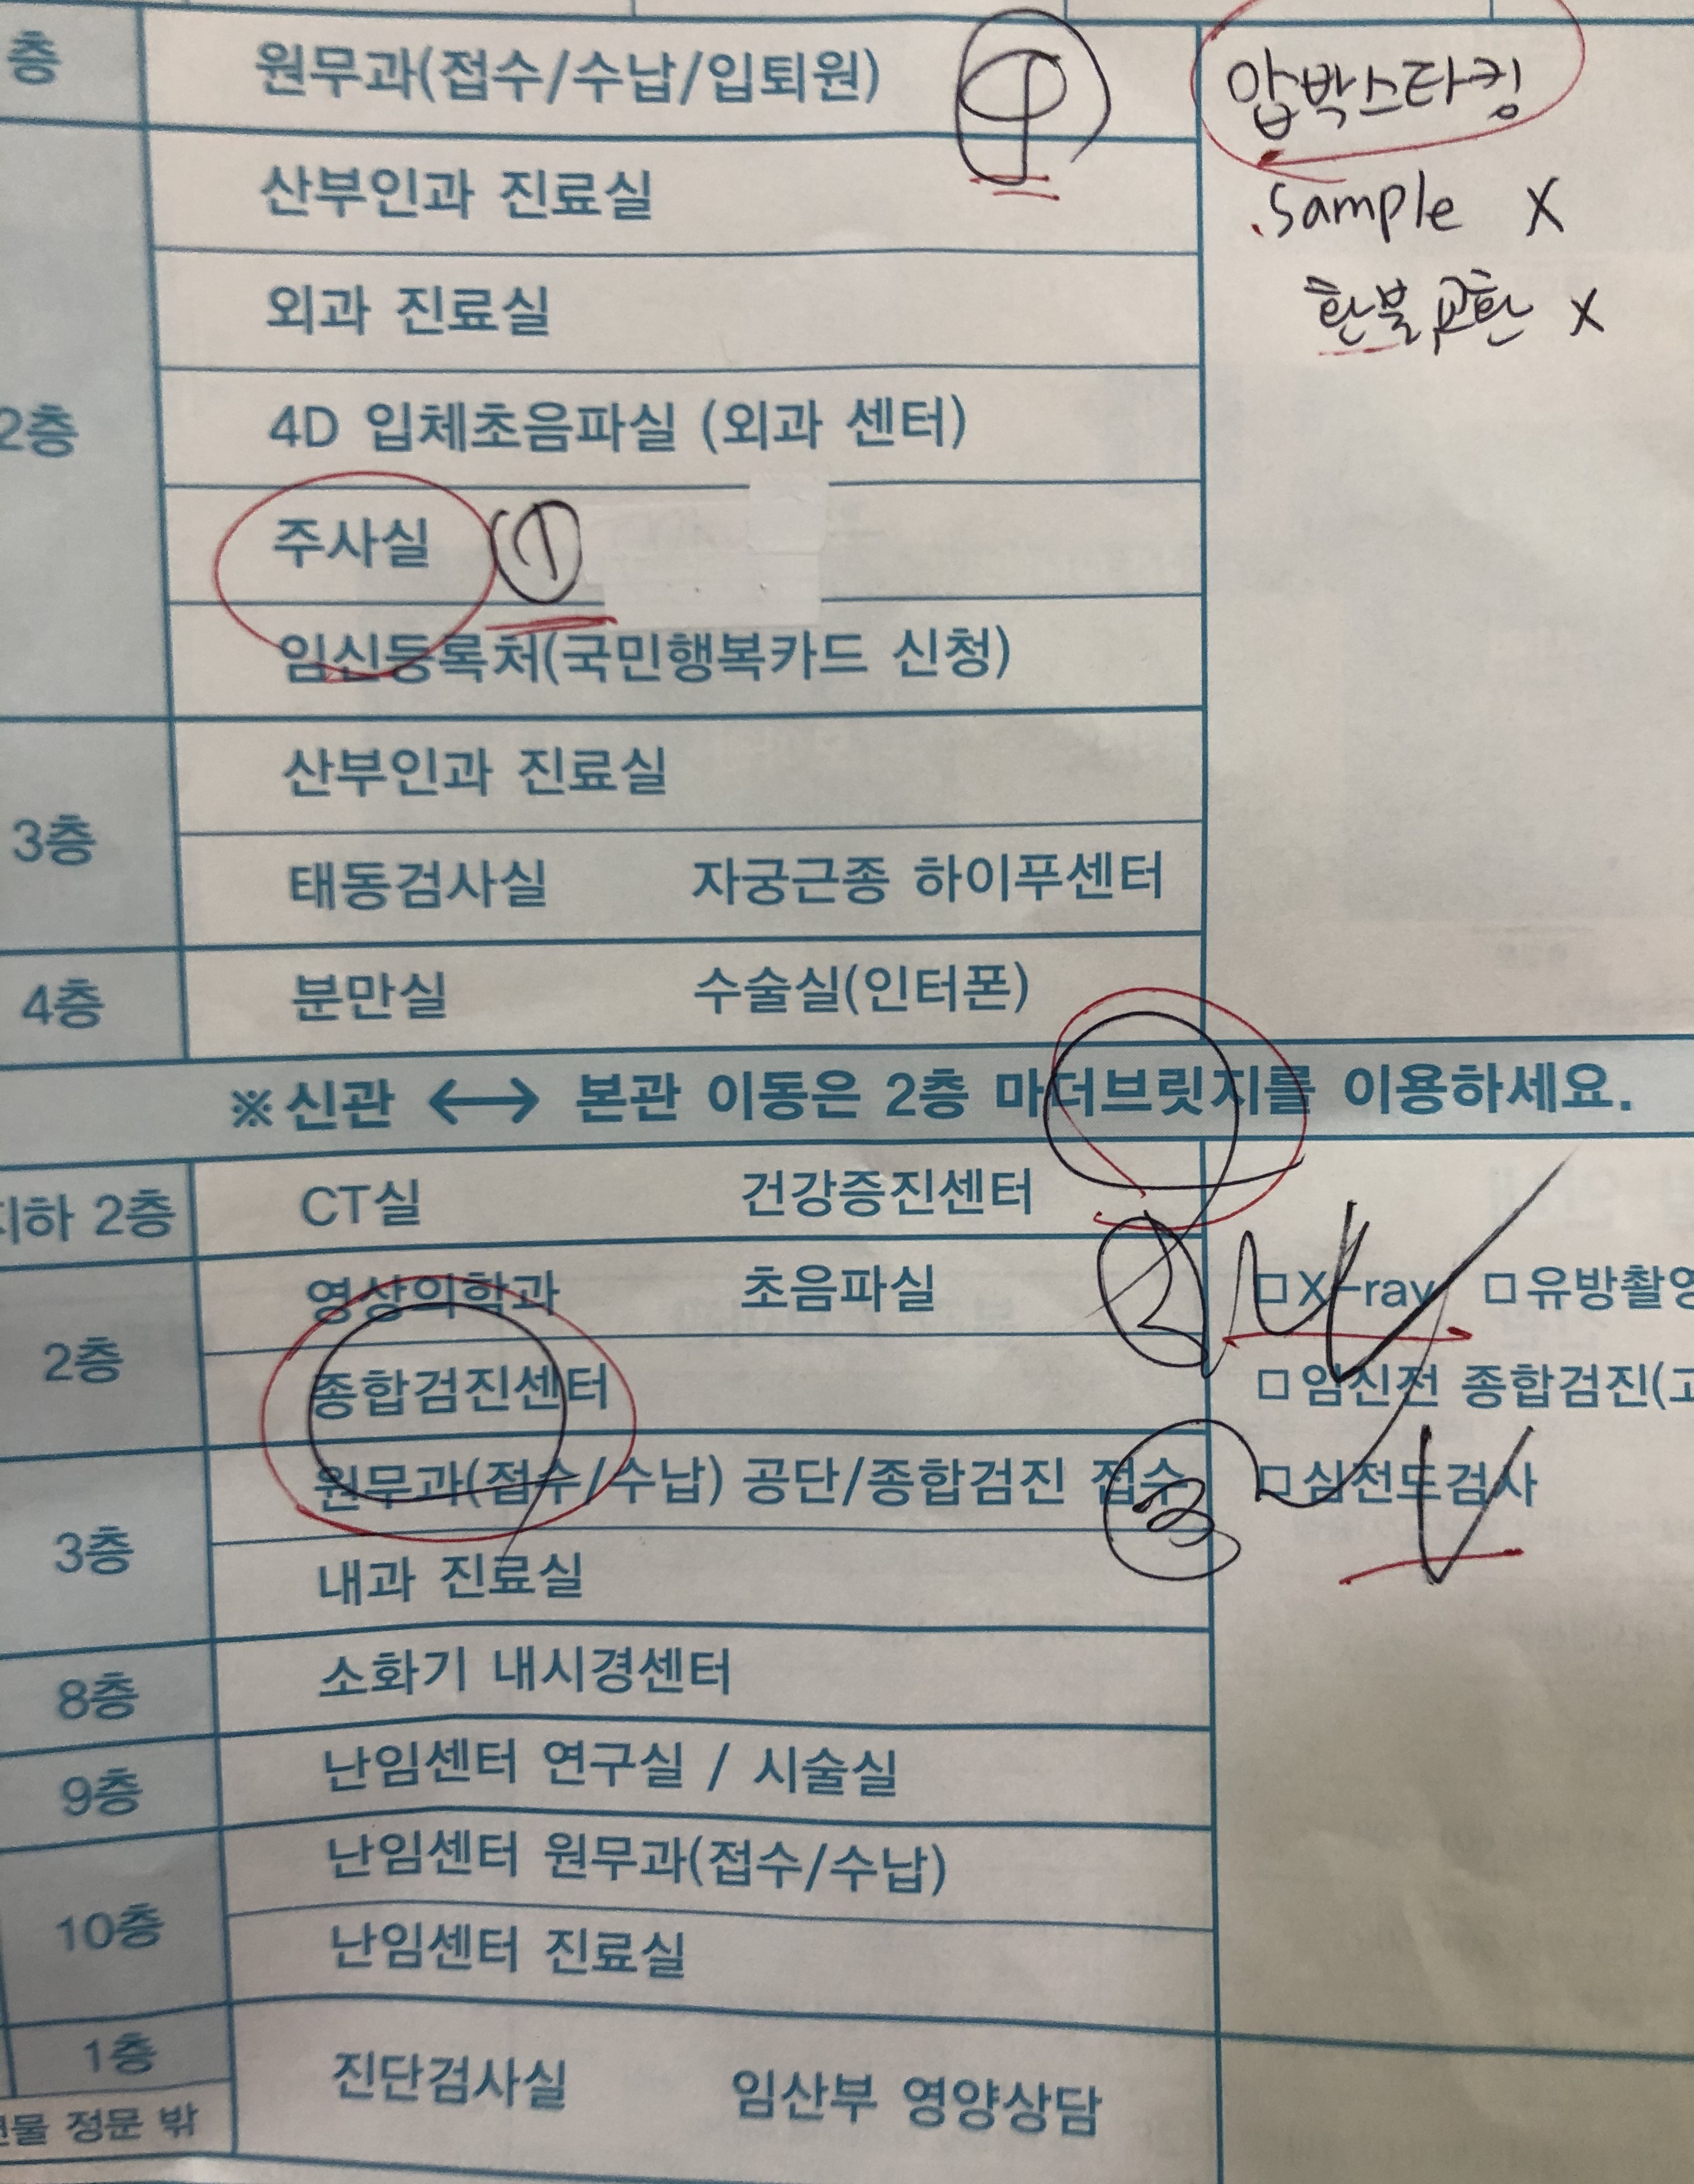 층 원무과(접수/수납/입퇴원) 압박스타킹
산부인과 진료실 .sample X
외과 진료실 환불교환 X
2층 4D 입체초음파실 (외과 센터)
주사실 ①
임신등록처(국민행복카드 신청)
산부인과 진료실
3층 태동검사실 자궁근종 하이푸센터
4층 분만실 수술실(인터폰)
※신관 ↔ 본관 이동은 2층 마더브릿지를 이용하세요.
지하 2층 CT실 건강증진센터
영상의학과 초음파실 ② □X-ray □유방촬영
2층 종합검진센터 □임신전 종합검진(고
원무과(접수/수납) 공단/종합검진 접수 ③ □심전도검사
3층 내과 진료실
8층 소화기 내시경센터
9층 난임센터 연구실 / 시술실
난임센터 원무과(접수/수납)
10층 난임센터 진료실
1층 진단검사실 임산부 영양상담
건물 정문 밖